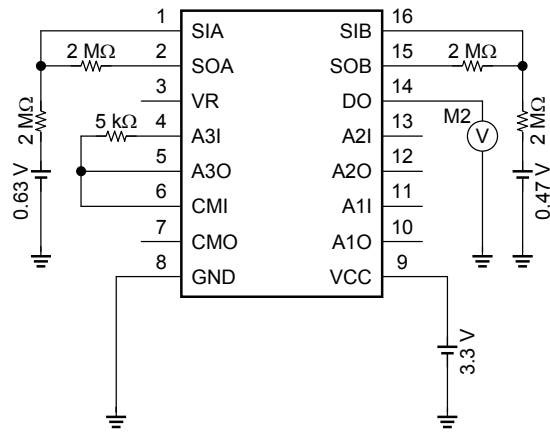 1 SIA SIB 16
2 MΩ 2 SOA SOB 15 2 MΩ
3 VR DO 14
M2 V
5 kΩ 4 A3I A2I 13
5 A3O A2O 12
6 CMI A1I 11
7 CMO A1O 10
8 GND VCC 9
2 MΩ
0.63 V
2 MΩ
0.47 V
3.3 V